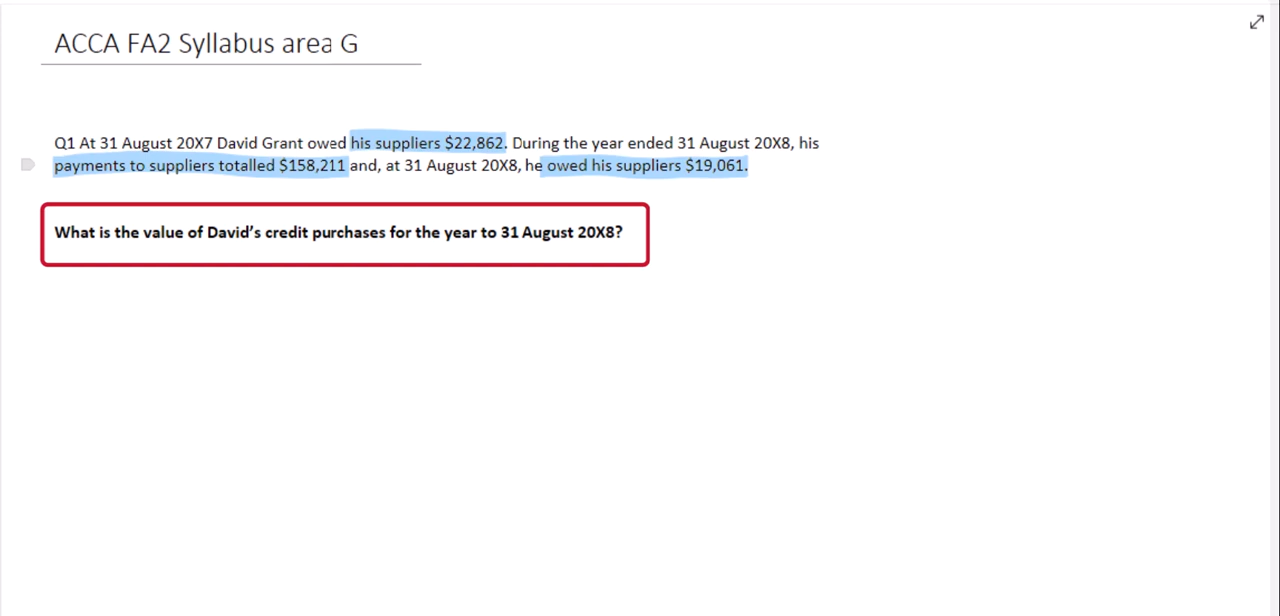 ACCA FA2 Syllabus area G
Q1 At 31 August 20X7 David Grant owed his suppliers $22,862. During the year ended 31 August 20X8, his
payments to suppliers totalled $158,211 and, at 31 August 20X8, he owed his suppliers $19,061.
What is the value of David’s credit purchases for the year to 31 August 20X8?